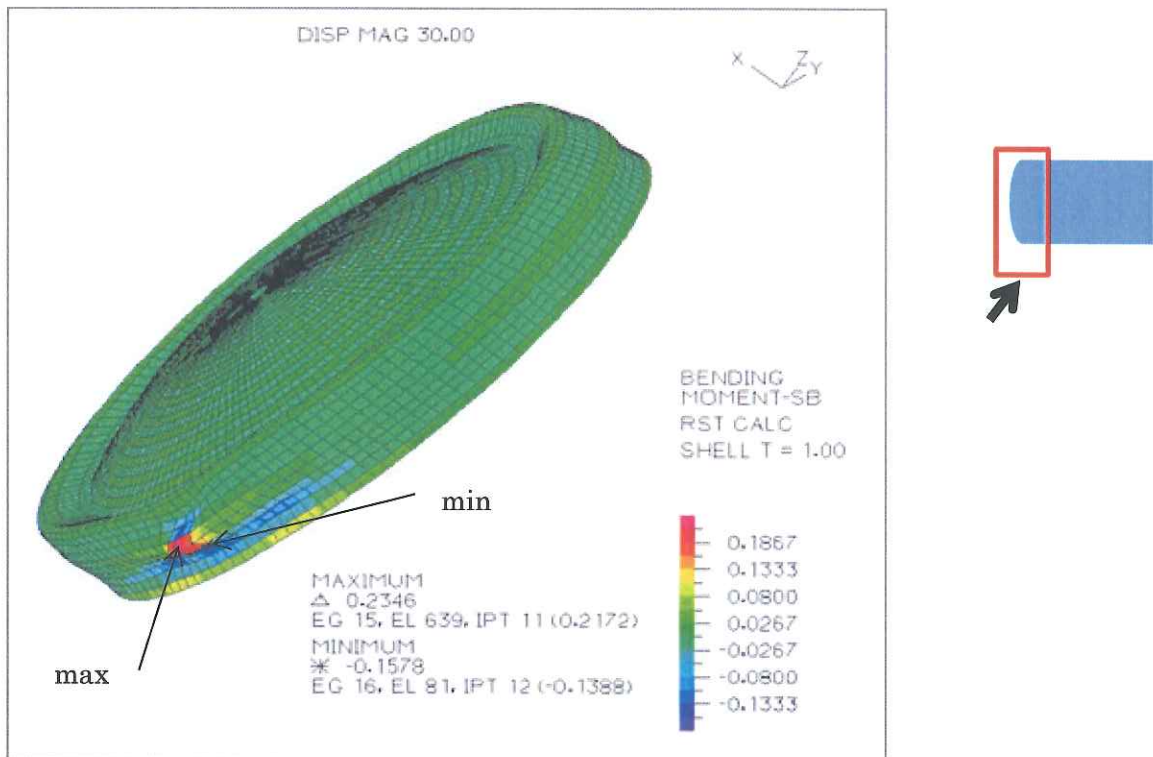 DISP MAG 30.00
X
Z
Y
BENDING
MOMENT-SB
RST CALC
SHELL T = 1.00
min
0.1867
0.1333
0.0800
0.0267
-0.0267
-0.0800
-0.1333
MAXIMUM
△ 0.2346
EG 15, EL 639, IPT 11 (0.2172)
MINIMUM
✳ -0.1578
EG 16, EL 81, IPT 12 (-0.1388)
max